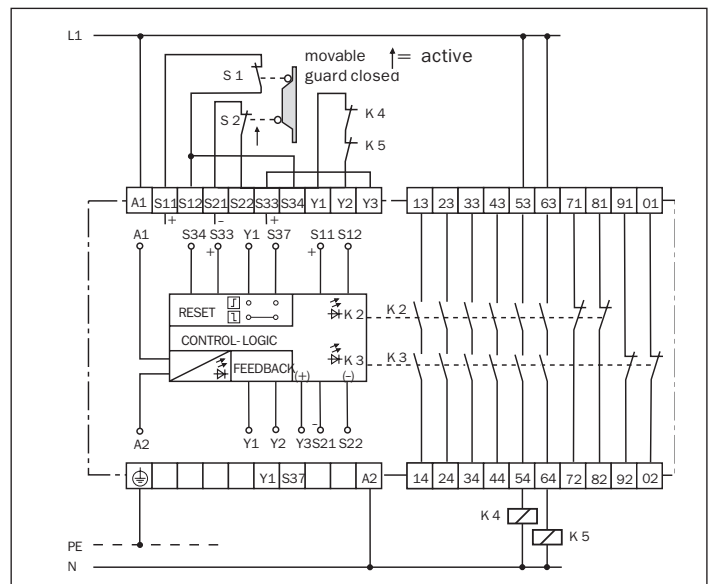 L1
movable ↑= active
guard closed
S 1
S 2
K 4
K 5
A1 S11 S12 S21 S22 S33 S34 Y1 Y2 Y3 13 23 33 43 53 63 71 81 91 01
+ – +
A1 S34 S33 Y1 S37 S11 S12
+ +
RESET
K 2 K 2
CONTROL-LOGIC
K 3 K 3
FEEDBACK
(+) (–)
–
A2 Y1 Y2 Y3 S21 S22
Y1 S37 A2 14 24 34 44 54 64 72 82 92 02
K 4
K 5
PE
N